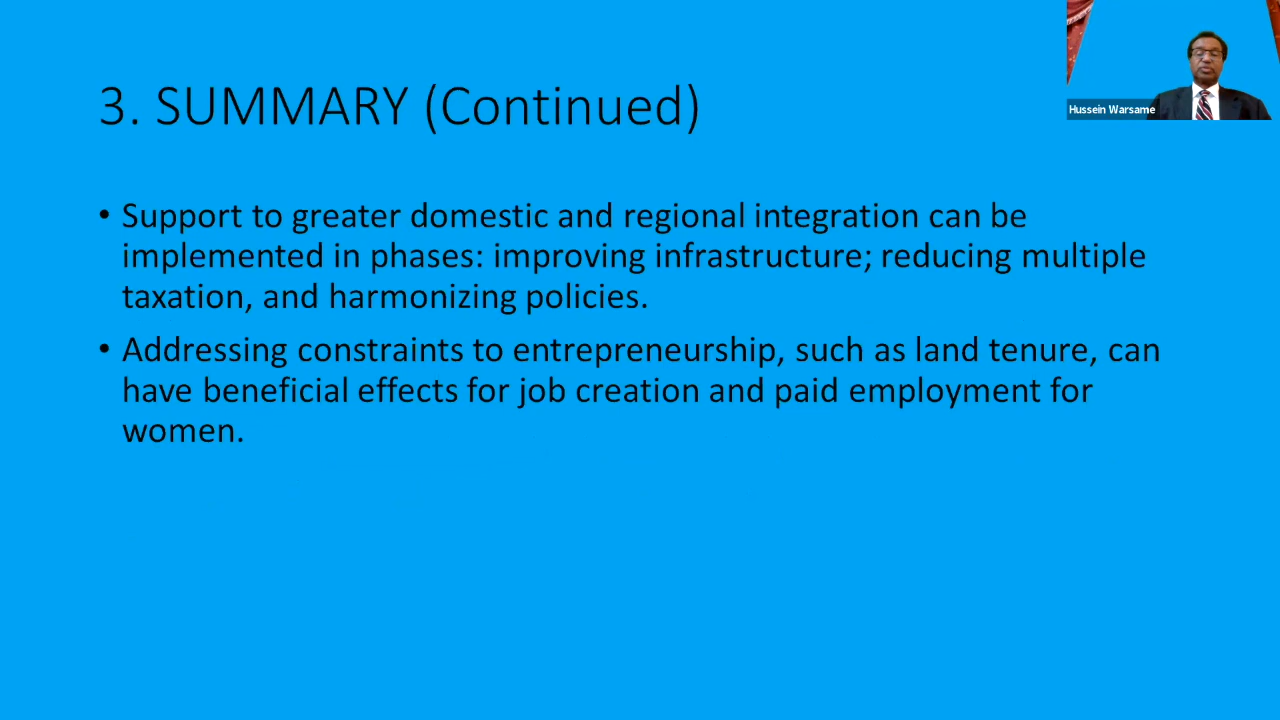 3. SUMMARY (Continued)
Hussein Warsame
• Support to greater domestic and regional integration can be
implemented in phases: improving infrastructure; reducing multiple
taxation, and harmonizing policies.
• Addressing constraints to entrepreneurship, such as land tenure, can
have beneficial effects for job creation and paid employment for
women.